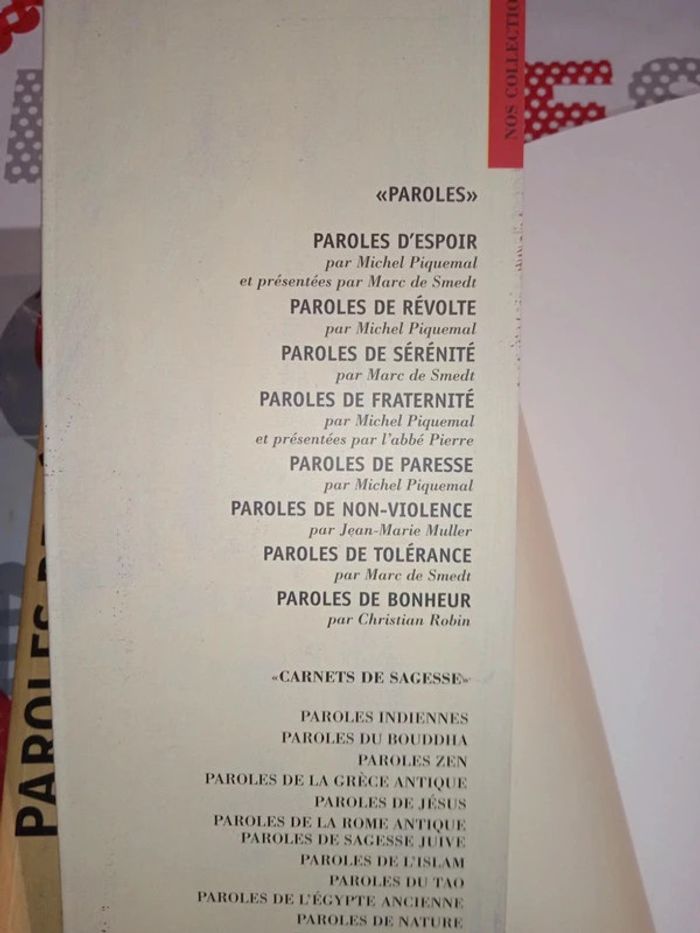 NOS COLLECTIO
«PAROLES»
PAROLES D'ESPOIR
par Michel Piquemal
et présentées par Marc de Smedt
PAROLES DE RÉVOLTE
par Michel Piquemal
PAROLES DE SÉRÉNITÉ
par Marc de Smedt
PAROLES DE FRATERNITÉ
par Michel Piquemal
et présentées par l'abbé Pierre
PAROLES DE PARESSE
par Michel Piquemal
PAROLES DE NON-VIOLENCE
par Jean-Marie Muller
PAROLES DE TOLÉRANCE
par Marc de Smedt
PAROLES DE BONHEUR
par Christian Robin
«CARNETS DE SAGESSE»
PAROLES INDIENNES
PAROLES DU BOUDDHA
PAROLES ZEN
PAROLES DE LA GRÈCE ANTIQUE
PAROLES DE JÉSUS
PAROLES DE LA ROME ANTIQUE
PAROLES DE SAGESSE JUIVE
PAROLES DE L'ISLAM
PAROLES DU TAO
PAROLES DE L'ÉGYPTE ANCIENNE
PAROLES DE NATURE
PAROLES DE